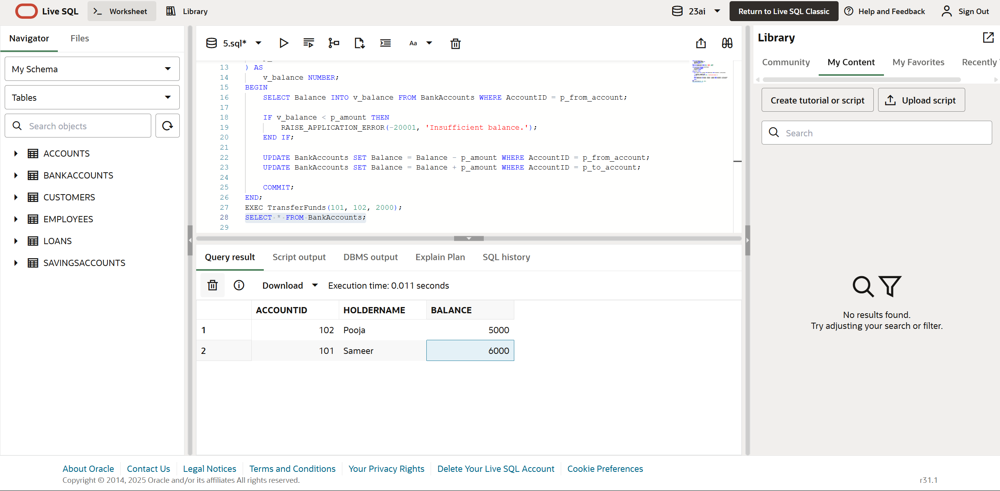 Live SQL
Worksheet
Library
23ai
Return to Live SQL Classic
Help and Feedback
Sign Out
Navigator
Files
My Schema
Tables
Search objects
ACCOUNTS
BANKACCOUNTS
CUSTOMERS
EMPLOYEES
LOANS
SAVINGSACCOUNTS
5.sql*
Aa
13 ) AS
14 v_balance NUMBER;
15 BEGIN
16 SELECT Balance INTO v_balance FROM BankAccounts WHERE AccountID = p_from_account;
17
18 IF v_balance < p_amount THEN
19 RAISE_APPLICATION_ERROR(-20001, 'Insufficient balance.');
20 END IF;
21
22 UPDATE BankAccounts SET Balance = Balance - p_amount WHERE AccountID = p_from_account;
23 UPDATE BankAccounts SET Balance = Balance + p_amount WHERE AccountID = p_to_account;
24
25 COMMIT;
26 END;
27 EXEC TransferFunds(101, 102, 2000);
28 SELECT * FROM BankAccounts;
29
Query result
Script output
DBMS output
Explain Plan
SQL history
Download
Execution time: 0.011 seconds
ACCOUNTID HOLDERNAME BALANCE
1 102 Pooja 5000
2 101 Sameer 6000
Library
Community
My Content
My Favorites
Recently
Create tutorial or script
Upload script
Search
No results found.
Try adjusting your search or filter.
About Oracle
Contact Us
Legal Notices
Terms and Conditions
Your Privacy Rights
Delete Your Live SQL Account
Cookie Preferences
Copyright © 2014, 2025 Oracle and/or its affiliates All rights reserved.
r31.1